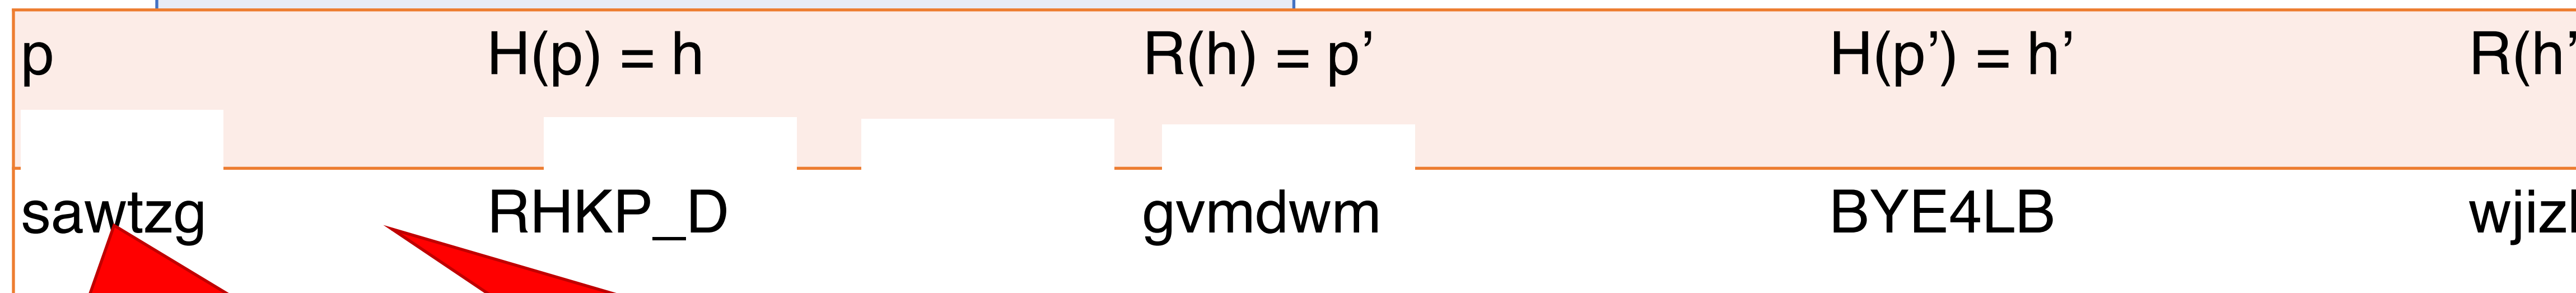 p H(p) = h R(h) = p’ H(p’) = h’ R(h’
sawtzg RHKP_D gvmdwm BYE4LB